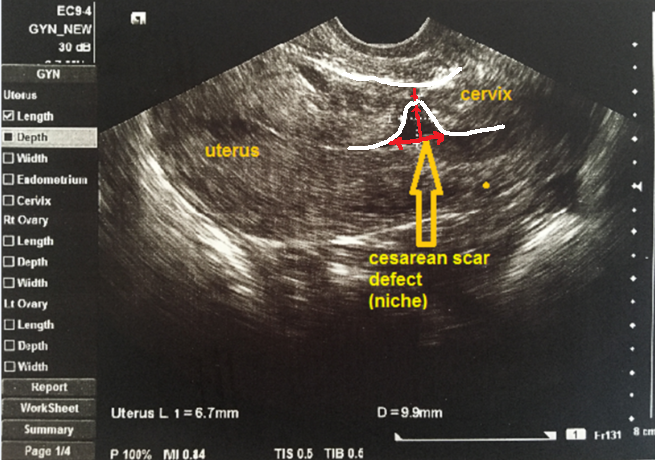 EC9-4
GYN_NEW
30 dB
GYN
Uterus
Length
Depth
Width
Endometrium
Cervix
Rt Ovary
Length
Depth
Width
Lt Ovary
Length
Depth
Width
Report
WorkSheet
Summary
Page 1/4
cervix
uterus
cesarean scar
defect
(niche)
Uterus L 1 = 6.7mm
D = 9.9mm
1 Fr131 8 cm
P 100% MI 0.84 TIS 0.5 TIB 0.6